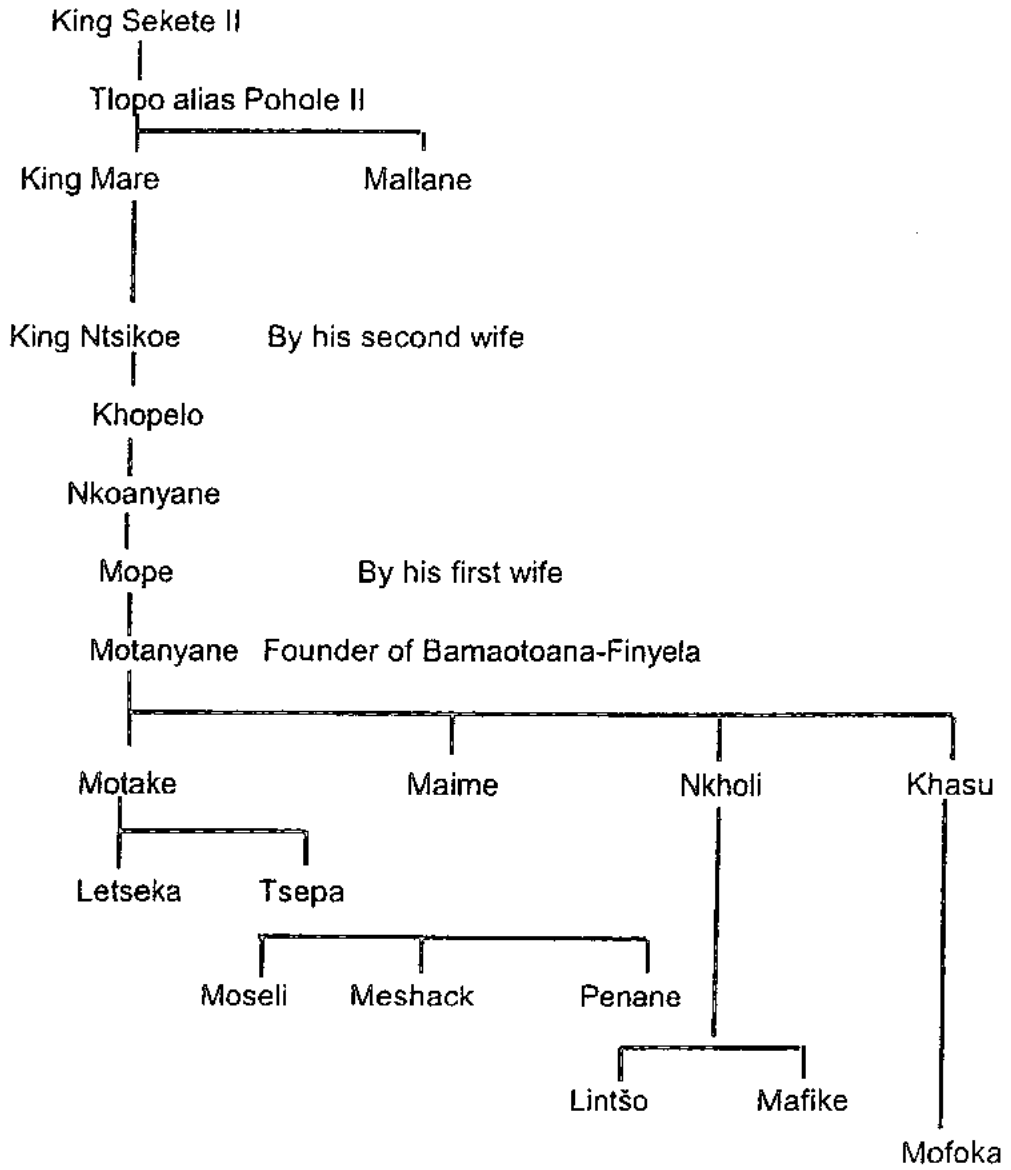 King Sekete II
Tlopo alias Pohole II
King Mare Mallane
King Ntsikoe By his second wife
Khopelo
Nkoanyane
Mope By his first wife
Motanyane Founder of Bamaotoana-Finyela
Motake Maime Nkholi Khasu
Letseka Tsepa
Moseli Meshack Penane
Lintšo Mafike
Mofoka